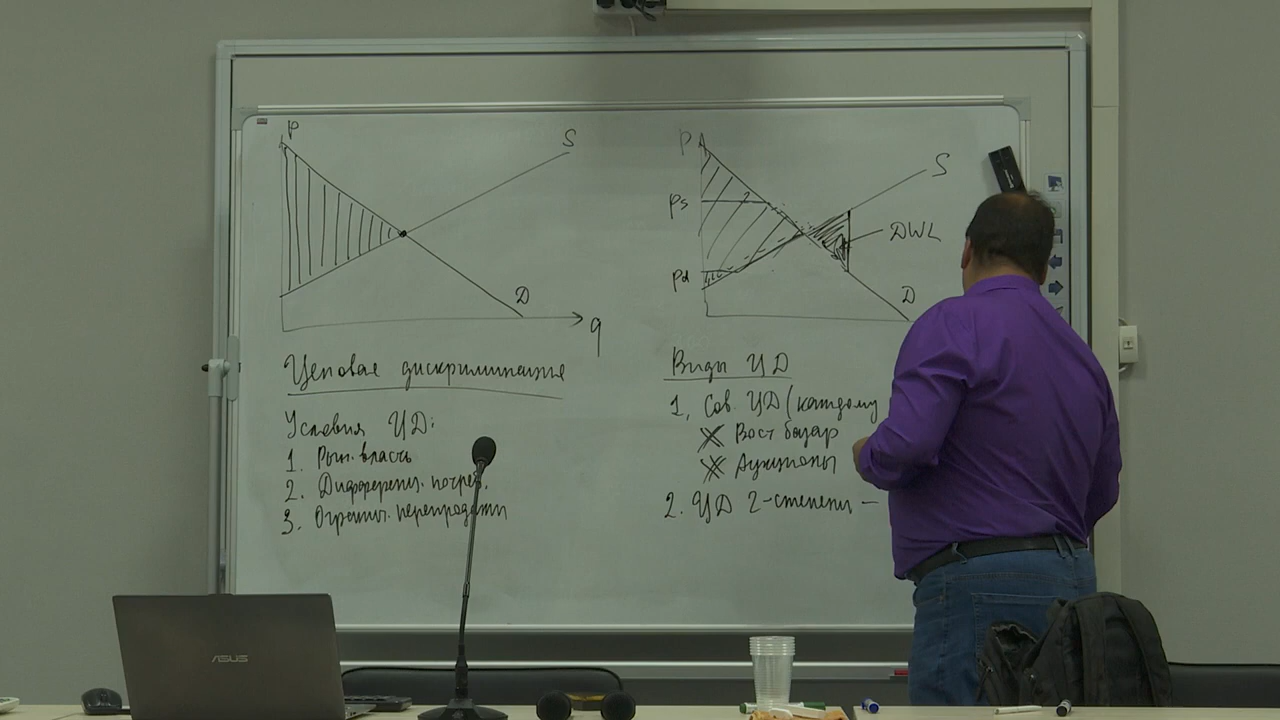 P
S
D
q
Ценовая дискриминация
Условия ЦД:
1. Рын. власть
2. Дифференц. потреб.
3. Огранич. перепродажи
P
S
Ps
DWL
Pd
D
Виды ЦД
1, Сов. ЦД (каждому
Вост базар
Аукционы
2. ЦД 2-степени —
ASUS